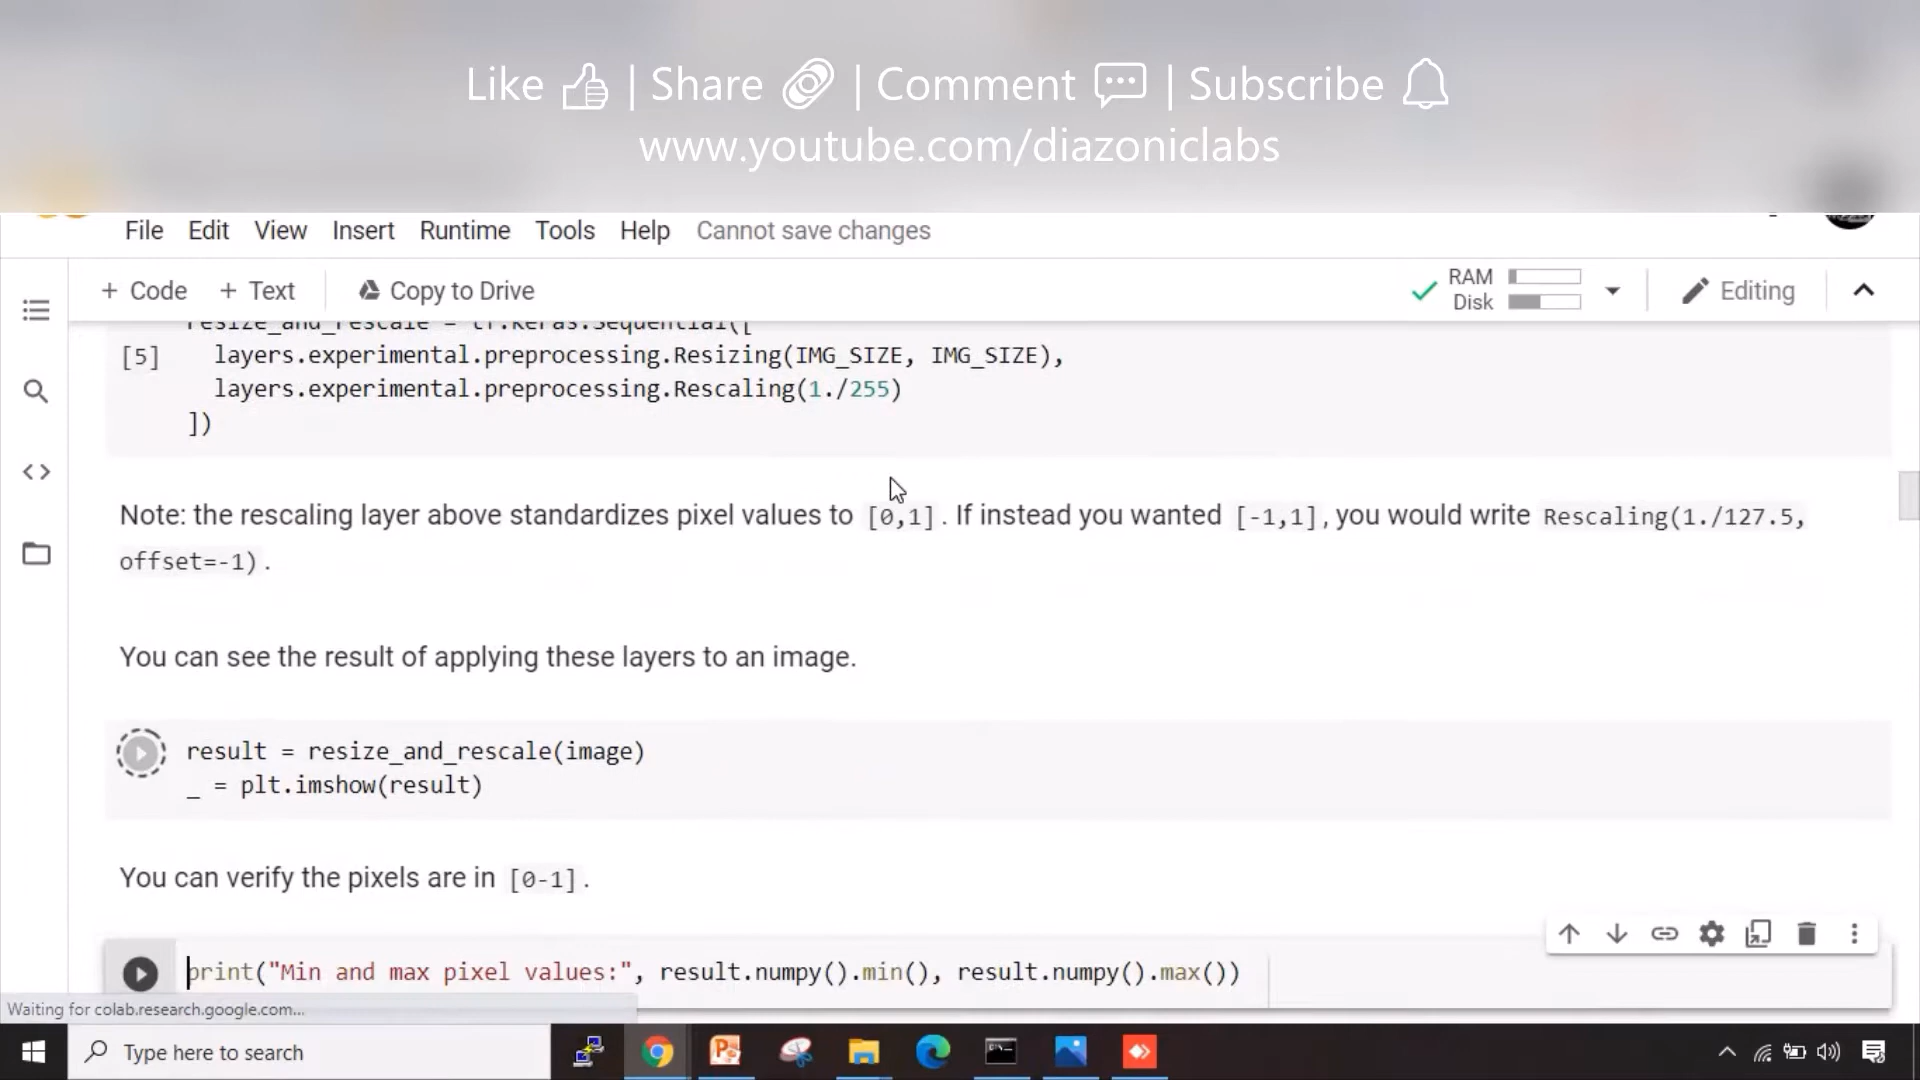 Like | Share | Comment | Subscribe
www.youtube.com/diazoniclabs
File Edit View Insert Runtime Tools Help Cannot save changes
+ Code + Text Copy to Drive RAM Disk Editing
resize_and_rescale = tf.keras.Sequential([
[5] layers.experimental.preprocessing.Resizing(IMG_SIZE, IMG_SIZE),
layers.experimental.preprocessing.Rescaling(1./255)
])
Note: the rescaling layer above standardizes pixel values to [0,1]. If instead you wanted [-1,1], you would write Rescaling(1./127.5,
offset=-1).
You can see the result of applying these layers to an image.
result = resize_and_rescale(image)
_ = plt.imshow(result)
You can verify the pixels are in [0-1].
print("Min and max pixel values:", result.numpy().min(), result.numpy().max())
Waiting for colab.research.google.com...
Type here to search